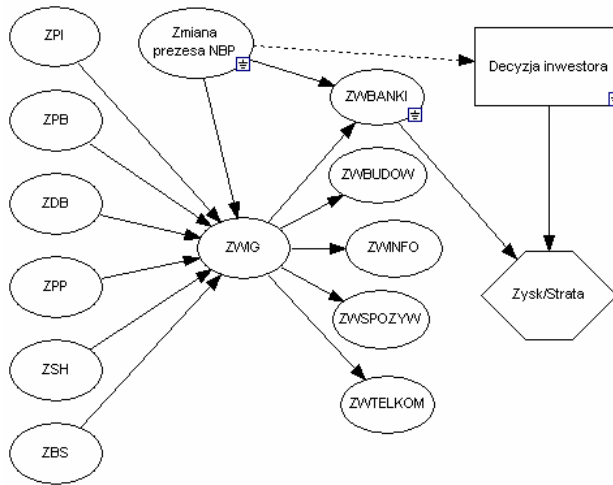 ZPI
Zmiana
prezesa NBP
Decyzja inwestora
ZWBANKI
ZPB
ZWBUDOW
ZDB
ZWIG
ZWINFO
ZPP
Zysk/Strata
ZWSPOZYW
ZSH
ZWTELKOM
ZBS